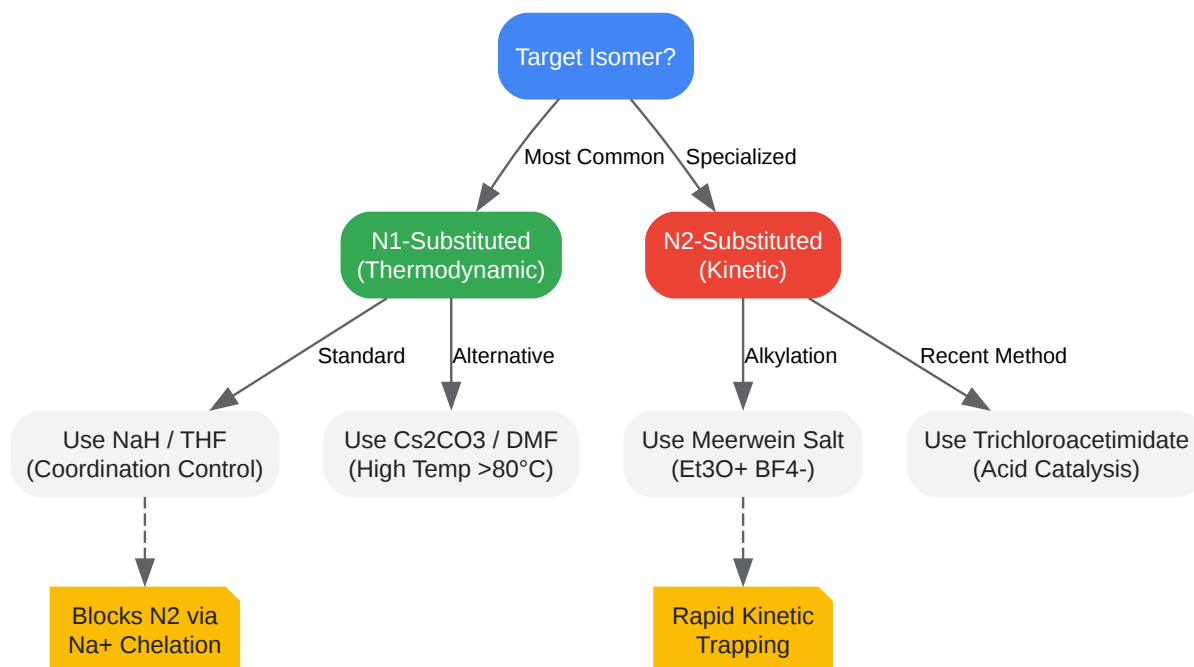 Target Isomer?
Most Common
Specialized
N1-Substituted
(Thermodynamic)
N2-Substituted
(Kinetic)
Standard
Alternative
Alkylation
Recent Method
Use NaH / THF
(Coordination Control)
Use Cs2CO3 / DMF
(High Temp >80°C)
Use Meerwein Salt
(Et3O+ BF4-)
Use Trichloroacetimidate
(Acid Catalysis)
Blocks N2 via
Na+ Chelation
Rapid Kinetic
Trapping